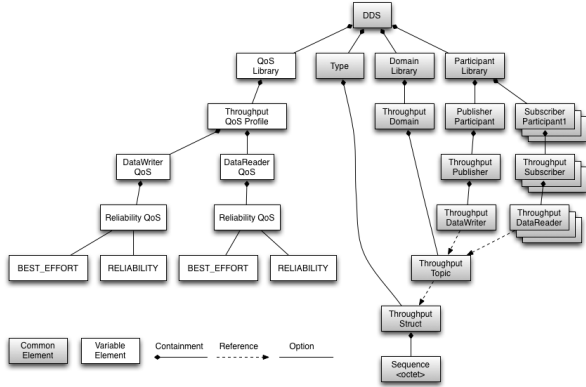 DDS
QoS
Library
Type
Domain
Library
Participant
Library
Throughput
QoS Profile
Throughput
Domain
Publisher
Participant
Subscriber
Participant1
DataWriter
QoS
DataReader
QoS
Throughput
Publisher
Throughput
Subscriber
Reliability QoS
Reliability QoS
Throughput
DataWriter
Throughput
DataReader
BEST_EFFORT
RELIABILITY
BEST_EFFORT
RELIABILITY
Throughput
Topic
Throughput
Struct
Common
Element
Variable
Element
Containment
Reference
Option
Sequence
<octet>